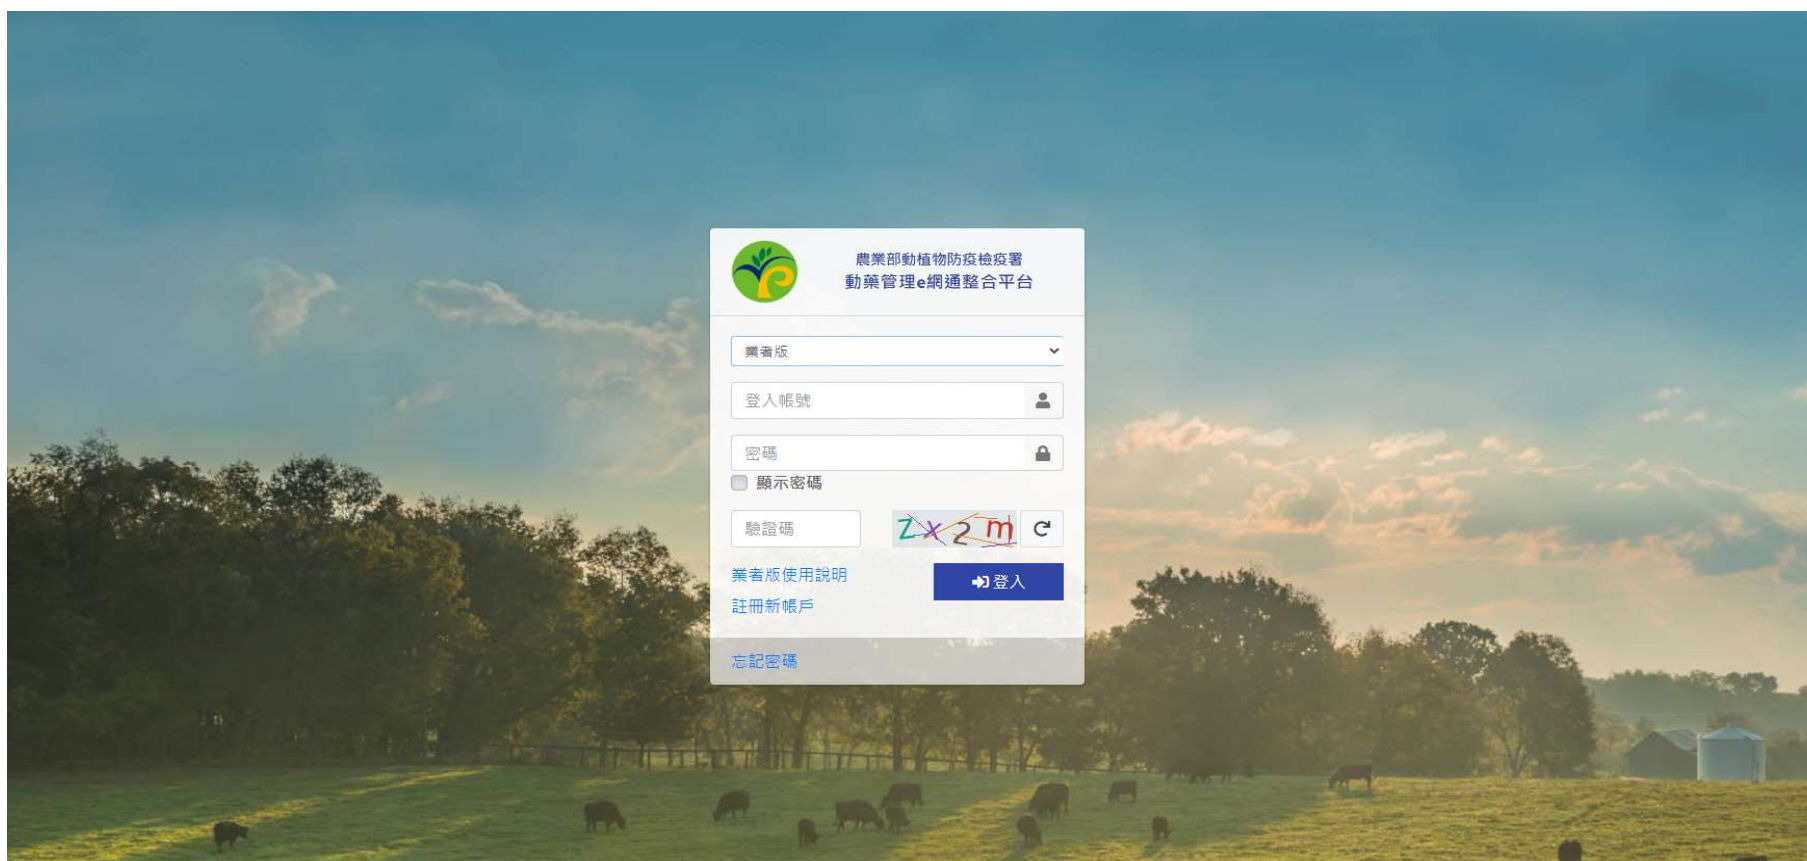 農業部動植物防疫檢疫署
動藥管理e網通整合平台
業者版
登入帳號
密碼
顯示密碼
驗證碼
zx2m
業者版使用說明
登入
註冊新帳戶
忘記密碼